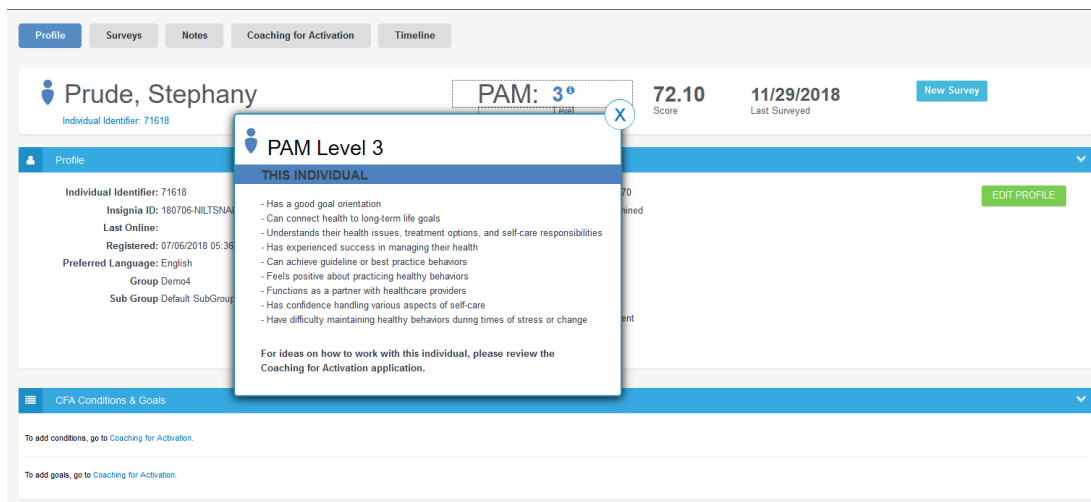 Profile
Surveys
Notes
Coaching for Activation
Timeline
Prude, Stephany
Individual Identifier: 71618
PAM: 3
Level
72.10
Score
11/29/2018
Last Surveyed
New Survey
X
PAM Level 3
THIS INDIVIDUAL
- Has a good goal orientation
- Can connect health to long-term life goals
- Understands their health issues, treatment options, and self-care responsibilities
- Has experienced success in managing their health
- Can achieve guideline or best practice behaviors
- Feels positive about practicing healthy behaviors
- Functions as a partner with healthcare providers
- Has confidence handling various aspects of self-care
- Have difficulty maintaining healthy behaviors during times of stress or change
For ideas on how to work with this individual, please review the
Coaching for Activation application.
Profile
Individual Identifier: 71618
Insignia ID: 180706-NILTSNA
Last Online:
Registered: 07/06/2018 05:36
Preferred Language: English
Group Demo4
Sub Group Default SubGroup
70
mined
ent
EDIT PROFILE
CFA Conditions & Goals
To add conditions, go to Coaching for Activation.
To add goals, go to Coaching for Activation.